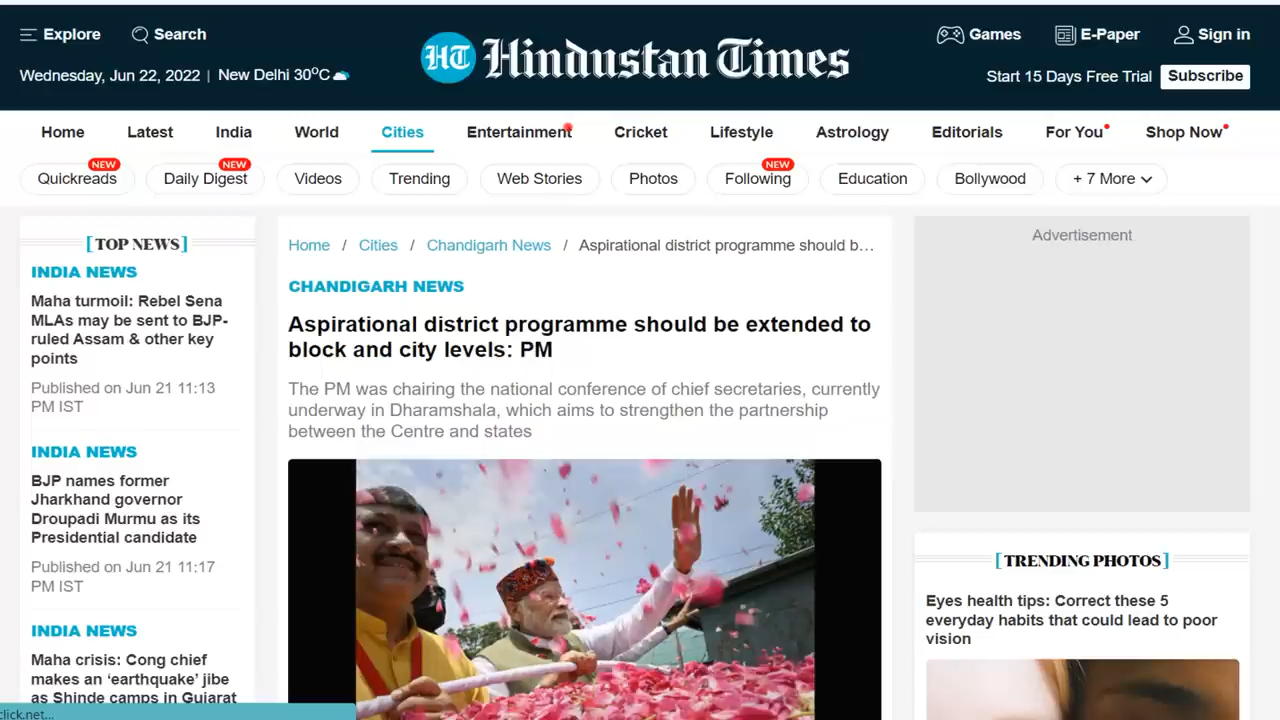 Explore
Search
HT Hindustan Times
Games
E-Paper
Sign in
Wednesday, Jun 22, 2022 | New Delhi 30°C
Start 15 Days Free Trial
Subscribe
Home
Latest
India
World
Cities
Entertainment
Cricket
Lifestyle
Astrology
Editorials
For You
Shop Now
NEW
NEW
NEW
Quickreads
Daily Digest
Videos
Trending
Web Stories
Photos
Following
Education
Bollywood
+ 7 More
[TOP NEWS]
INDIA NEWS
Maha turmoil: Rebel Sena
MLAs may be sent to BJP-
ruled Assam & other key
points
Published on Jun 21 11:13
PM IST
INDIA NEWS
BJP names former
Jharkhand governor
Droupadi Murmu as its
Presidential candidate
Published on Jun 21 11:17
PM IST
INDIA NEWS
Maha crisis: Cong chief
makes an ‘earthquake’ jibe
as Shinde camps in Gujarat
click.net...
Home / Cities / Chandigarh News / Aspirational district programme should b...
CHANDIGARH NEWS
Aspirational district programme should be extended to
block and city levels: PM
The PM was chairing the national conference of chief secretaries, currently
underway in Dharamshala, which aims to strengthen the partnership
between the Centre and states
Advertisement
[TRENDING PHOTOS]
Eyes health tips: Correct these 5
everyday habits that could lead to poor
vision